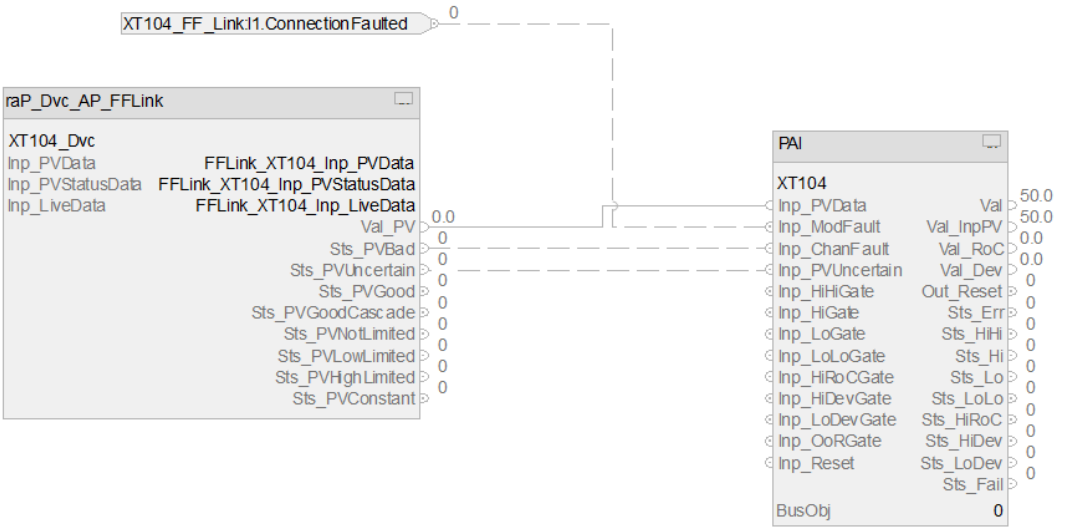 XT104_FF_Link:I1.ConnectionFaulted 0
raP_Dvc_AP_FFLink
XT104_Dvc
Inp_PVData FFLink_XT104_Inp_PVData
Inp_PVStatusData FFLink_XT104_Inp_PVStatusData
Inp_LiveData FFLink_XT104_Inp_LiveData
Val_PV 0.0
Sts_PVBad 0
Sts_PVUncertain 0
Sts_PVGood 0
Sts_PVGoodCascade 0
Sts_PVNotLimited 0
Sts_PVLowLimited 0
Sts_PVHighLimited 0
Sts_PVConstant 0
PAI
XT104
Inp_PVData Val 50.0
Inp_ModFault Val_InpPV 50.0
Inp_ChanFault Val_RoC 0.0
Inp_PVUncertain Val_Dev 0.0
Inp_HiHiGate Out_Reset 0
Inp_HiGate Sts_Err 0
Inp_LoGate Sts_HiHi 0
Inp_LoLoGate Sts_Hi 0
Inp_HiRoCGate Sts_Lo 0
Inp_HiDevGate Sts_LoLo 0
Inp_LoDevGate Sts_HiRoC 0
Inp_OoRGate Sts_HiDev 0
Inp_Reset Sts_LoDev 0
Sts_Fail 0
BusObj 0